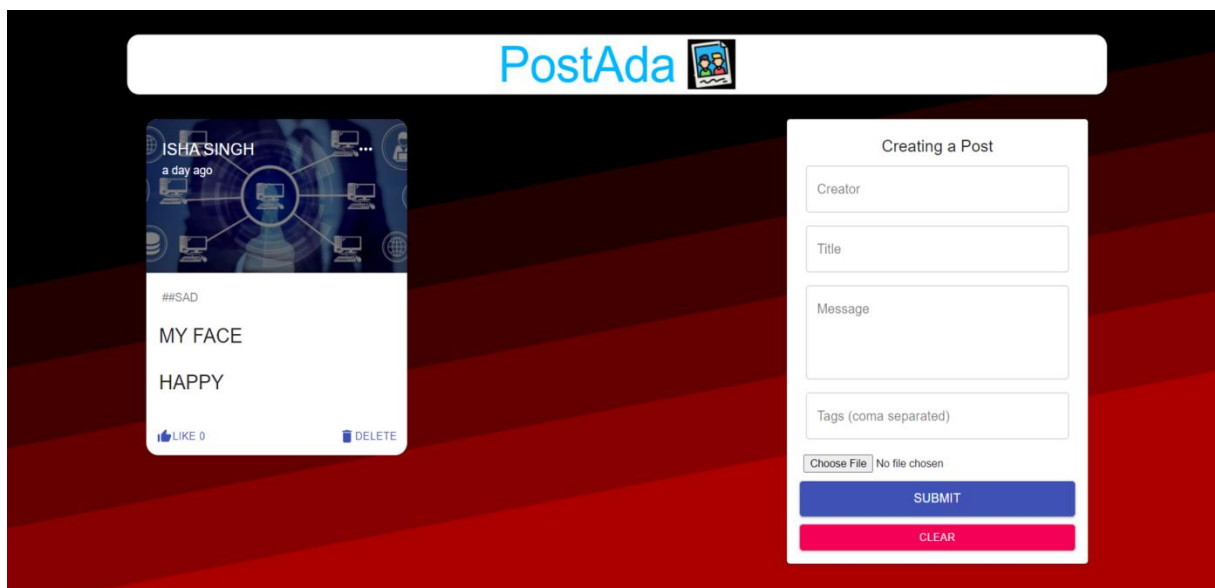 PostAda
ISHA SINGH
a day ago
##SAD
MY FACE
HAPPY
LIKE 0
DELETE
Creating a Post
Creator
Title
Message
Tags (coma separated)
Choose File No file chosen
SUBMIT
CLEAR